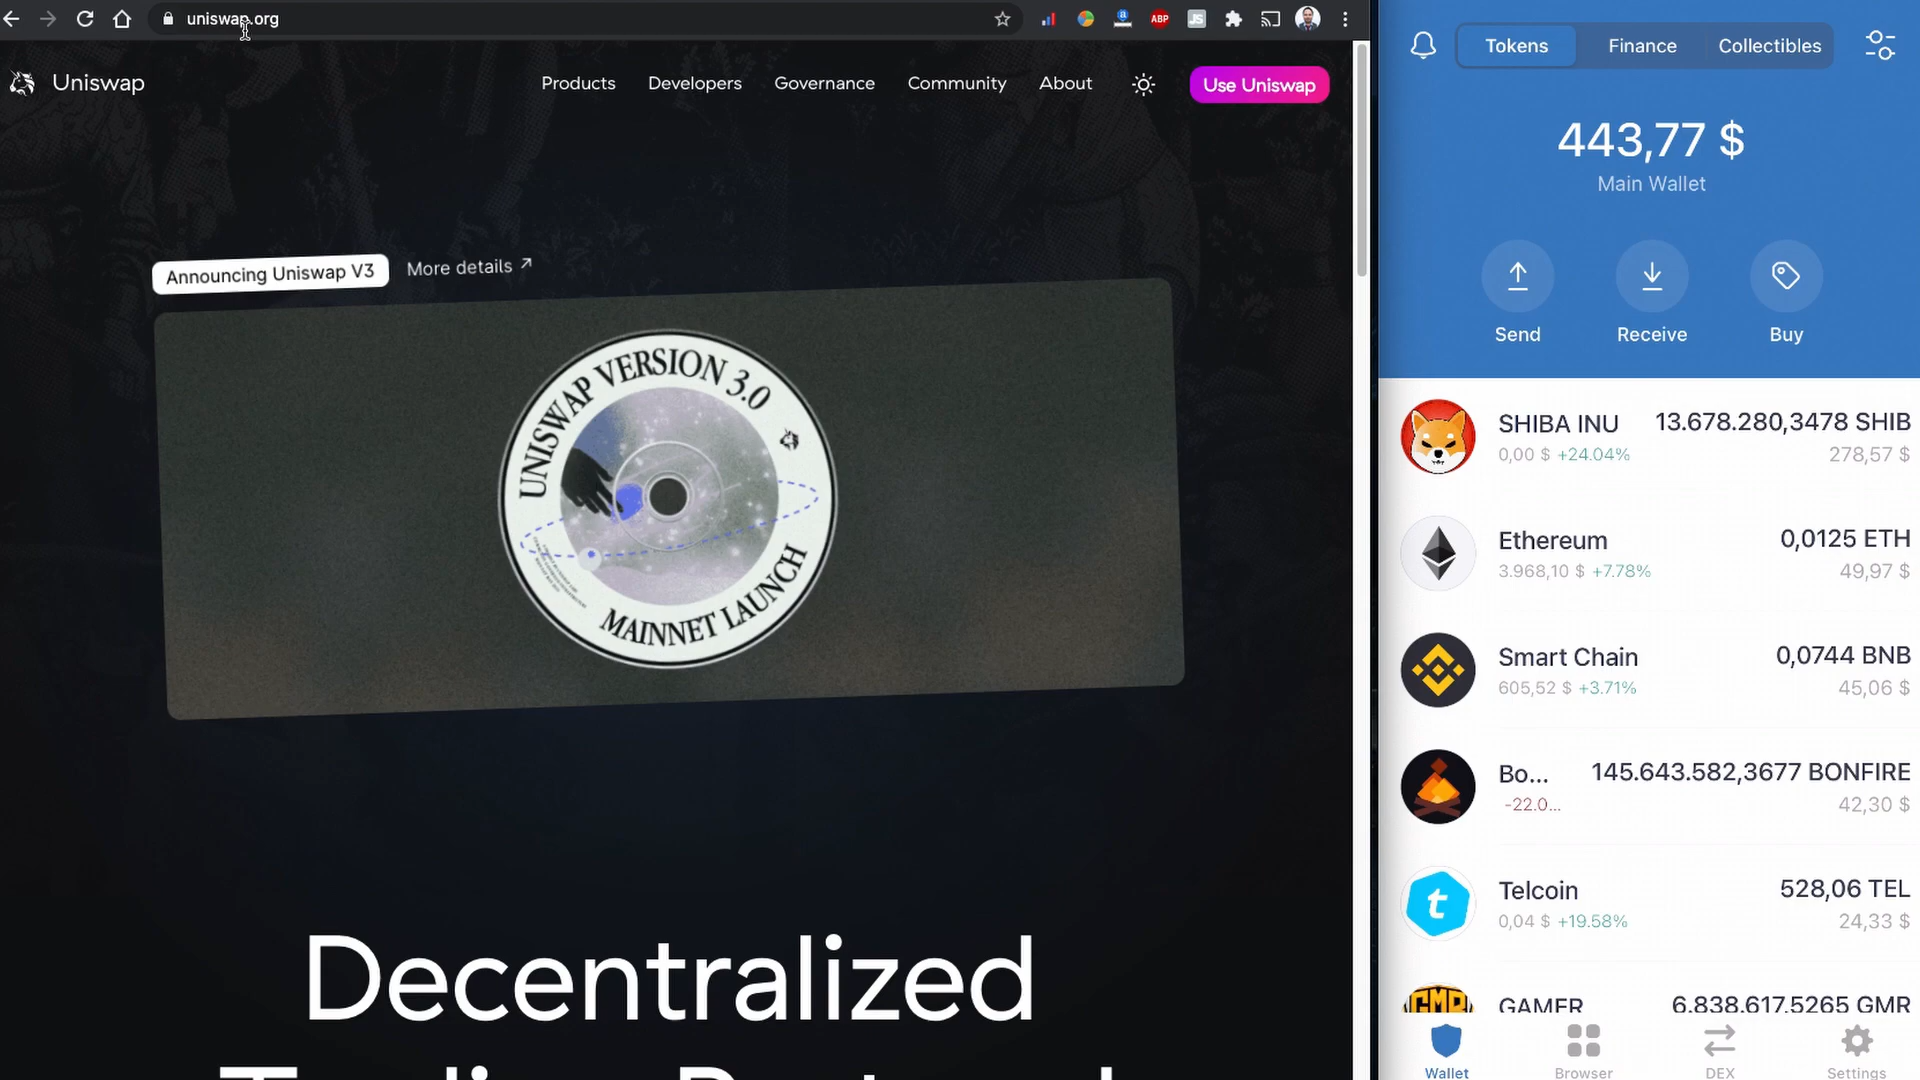 uniswap.org
ABP
JS
Uniswap
Products
Developers
Governance
Community
About
Use Uniswap
Announcing Uniswap V3
More details ↗
UNISWAP VERSION 3.0
MAINNET LAUNCH
Decentralized
Tokens
Finance
Collectibles
443,77 $
Main Wallet
Send
Receive
Buy
SHIBA INU
13.678.280,3478 SHIB
0,00 $ +24.04%
278,57 $
Ethereum
0,0125 ETH
3.968,10 $ +7.78%
49,97 $
Smart Chain
0,0744 BNB
605,52 $ +3.71%
45,06 $
Bo...
145.643.582,3677 BONFIRE
-22.0...
42,30 $
Telcoin
528,06 TEL
0,04 $ +19.58%
24,33 $
GAMER
6.838.617,5265 GMR
Wallet
Browser
DEX
Settings